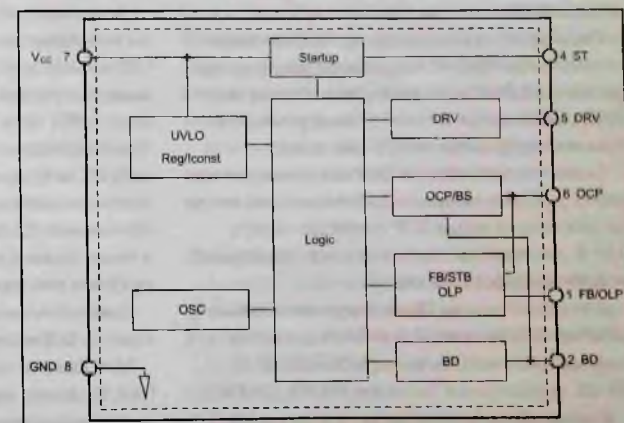 Vcc 7
Startup
4 ST
UVLO
Reg/Iconst
DRV
5 DRV
OCP/BS
6 OCP
Logic
FB/STB
OLP
1 FB/OLP
OSC
BD
2 BD
GND 8